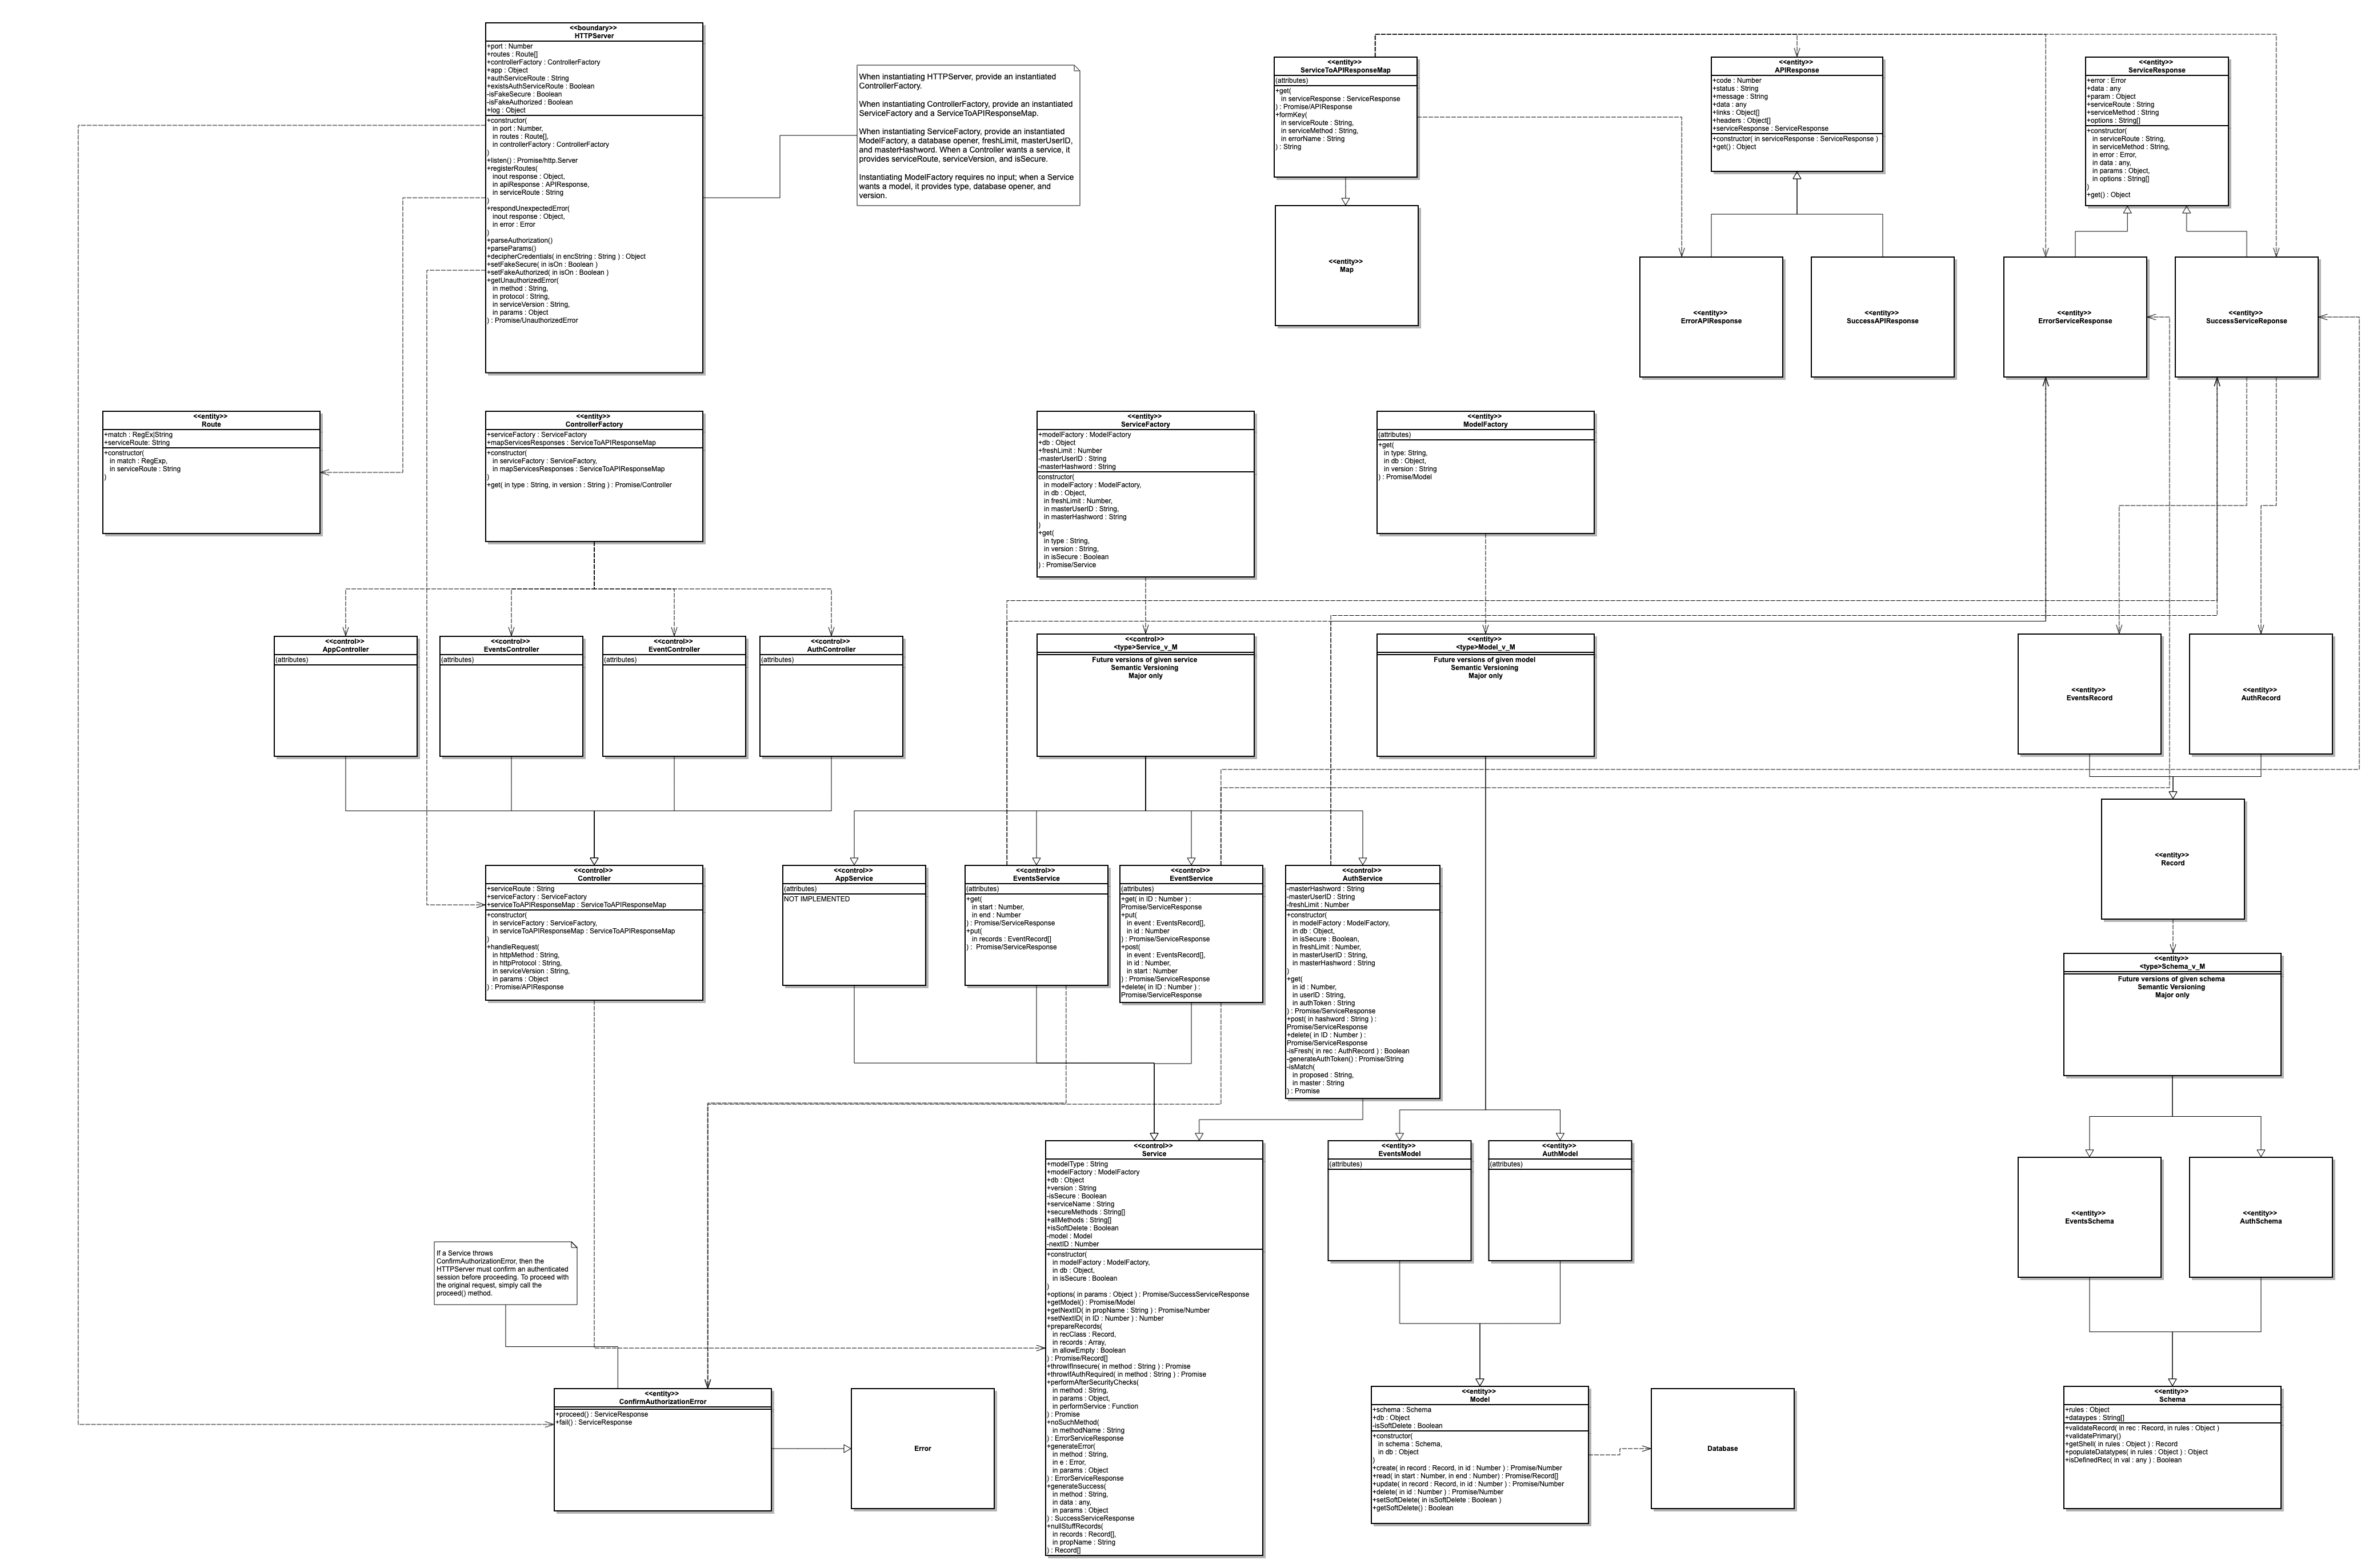 <<boundary>>
HTTPServer
+port : Number
+routes : Route[]
+controllerFactory : ControllerFactory
+app : Object
+authServiceRoute : String
+existsAuthServiceRoute : Boolean
-isFakeSecure : Boolean
-isFakeAuthorized : Boolean
+log : Object
+constructor(
in port : Number,
in routes : Route[],
in controllerFactory : ControllerFactory
)
+listen() : Promise/http.Server
+registerRoutes(
inout response : Object,
in apiResponse : APIResponse,
in serviceRoute : String
)
+respondUnexpectedError(
inout response : Object,
in error : Error
)
+parseAuthorization()
+parseParams()
+decipherCredentials( in encString : String ) : Object
+setFakeSecure( in isOn : Boolean )
+setFakeAuthorized( in isOn : Boolean )
+getUnauthorizedError(
in method : String,
in protocol : String,
in serviceVersion : String,
in params : Object
) : Promise/UnauthorizedError
When instantiating HTTPServer, provide an instantiated
ControllerFactory.
When instantiating ControllerFactory, provide an instantiated
ServiceFactory and a ServiceToAPIResponseMap.
When instantiating ServiceFactory, provide an instantiated
ModelFactory, a database opener, freshLimit, masterUserID,
and masterHashword. When a Controller wants a service, it
provides serviceRoute, serviceVersion, and isSecure.
Instantiating ModelFactory requires no input; when a Service
wants a model, it provides type, database opener, and
version.
<<entity>>
ServiceToAPIResponseMap
(attributes)
+get(
in serviceResponse : ServiceResponse
) : Promise/APIResponse
+formKey(
in serviceRoute : String,
in serviceMethod : String,
in errorName : String
) : String
<<entity>>
Map
<<entity>>
APIResponse
+code : Number
+status : String
+message : String
+data : any
+links : Object[]
+headers : Object[]
+serviceResponse : ServiceResponse
+constructor( in serviceResponse : ServiceResponse )
+get() : Object
<<entity>>
ServiceResponse
+error : Error
+data : any
+param : Object
+serviceRoute : String
+serviceMethod : String
+options : String[]
+constructor(
in serviceRoute : String,
in serviceMethod : String,
in error : Error,
in data : any,
in params : Object,
in options : String[]
)
+get() : Object
<<entity>>
ErrorAPIResponse
<<entity>>
SuccessAPIResponse
<<entity>>
ErrorServiceResponse
<<entity>>
SuccessServiceReponse
<<entity>>
Route
+match : RegEx|String
+serviceRoute: String
+constructor(
in match : RegExp,
in serviceRoute : String
)
<<entity>>
ControllerFactory
+serviceFactory : ServiceFactory
+mapServicesResponses : ServiceToAPIResponseMap
+constructor(
in serviceFactory : ServiceFactory,
in mapServicesResponses : ServiceToAPIResponseMap
)
+get( in type : String, in version : String ) : Promise/Controller
<<entity>>
ServiceFactory
+modelFactory : ModelFactory
+db : Object
+freshLimit : Number
-masterUserID : String
-masterHashword : String
constructor(
in modelFactory : ModelFactory,
in db : Object,
in freshLimit : Number,
in masterUserID : String,
in masterHashword : String
)
+get(
in type : String,
in version : String,
in isSecure : Boolean
) : Promise/Service
<<entity>>
ModelFactory
(attributes)
+get(
in type: String,
in db : Object,
in version : String
) : Promise/Model
<<control>>
AppController
(attributes)
<<control>>
EventsController
(attributes)
<<control>>
EventController
(attributes)
<<control>>
AuthController
(attributes)
<<control>>
<type>Service_v_M
Future versions of given service
Semantic Versioning
Major only
<<entity>>
<type>Model_v_M
Future versions of given model
Semantic Versioning
Major only
<<entity>>
EventsRecord
<<entity>>
AuthRecord
<<entity>>
Record
<<control>>
Controller
+serviceRoute : String
+serviceFactory : ServiceFactory
+serviceToAPIResponseMap : ServiceToAPIResponseMap
+constructor(
in serviceFactory : ServiceFactory,
in serviceToAPIResponseMap : ServiceToAPIResponseMap
)
+handleRequest(
in httpMethod : String,
in httpProtocol : String,
in serviceVersion : String,
in params : Object
) : Promise/APIResponse
<<control>>
AppService
(attributes)
NOT IMPLEMENTED
<<control>>
EventsService
(attributes)
+get(
in start : Number,
in end : Number
) : Promise/ServiceResponse
+put(
in records : EventRecord[]
) : Promise/ServiceResponse
<<control>>
EventService
(attributes)
+get( in ID : Number ) :
Promise/ServiceResponse
+put(
in event : EventsRecord[],
in id : Number
) : Promise/ServiceResponse
+post(
in event : EventsRecord[],
in id : Number,
in start : Number
) : Promise/ServiceResponse
+delete( in ID : Number ) :
Promise/ServiceResponse
<<control>>
AuthService
-masterHashword : String
-masterUserID : String
-freshLimit : Number
+constructor(
in modelFactory : ModelFactory,
in db : Object,
in isSecure : Boolean,
in freshLimit : Number,
in masterUserID : String,
in masterHashword : String
)
+get(
in id : Number,
in userID : String,
in authToken : String
) : Promise/ServiceResponse
+post( in hashword : String ) :
Promise/ServiceResponse
+delete( in ID : Number ) :
Promise/ServiceResponse
-isFresh( in rec : AuthRecord ) : Boolean
-generateAuthToken() : Promise/String
-isMatch(
in proposed : String,
in master : String
) : Promise
<<entity>>
<type>Schema_v_M
Future versions of given schema
Semantic Versioning
Major only
<<control>>
Service
+modelType : String
+modelFactory : ModelFactory
+db : Object
+version : String
-isSecure : Boolean
+serviceName : String
+secureMethods : String[]
+allMethods : String[]
+isSoftDelete : Boolean
-model : Model
-nextID : Number
+constructor(
in modelFactory : ModelFactory,
in db : Object,
in isSecure : Boolean
)
+options( in params : Object ) : Promise/SuccessServiceResponse
+getModel() : Promise/Model
+getNextID( in propName : String ) : Promise/Number
+setNextID( in ID : Number ) : Number
+prepareRecords(
in recClass : Record,
in records : Array,
in allowEmpty : Boolean
) : Promise/Record[]
+throwIfInsecure( in method : String ) : Promise
+throwIfAuthRequired( in method : String ) : Promise
+performAfterSecurityChecks(
in method : String,
in params : Object,
in performService : Function
) : Promise
+noSuchMethod(
in methodName : String
) : ErrorServiceResponse
+generateError(
in method : String,
in e : Error,
in params : Object
) : ErrorServiceResponse
+generateSuccess(
in method : String,
in data : any,
in params : Object
) : SuccessServiceResponse
+nullStuffRecords(
in records : Record[],
in propName : String
) : Record[]
<<entity>>
EventsModel
(attributes)
<<entity>>
AuthModel
(attributes)
<<entity>>
EventsSchema
<<entity>>
AuthSchema
If a Service throws
ConfirmAuthorizationError, then the
HTTPServer must confirm an authenticated
session before proceeding. To proceed with
the original request, simply call the
proceed() method.
<<entity>>
ConfirmAuthorizationError
+proceed() : ServiceResponse
+fail() : ServiceResponse
Error
<<entity>>
Model
+schema : Schema
+db : Object
-isSoftDelete : Boolean
+constructor(
in schema : Schema,
in db : Object
)
+create( in record : Record, in id : Number ) : Promise/Number
+read( in start : Number, in end : Number) : Promise/Record[]
+update( in record : Record, in id : Number ) : Promise/Number
+delete( in id : Number ) : Promise/Number
+setSoftDelete( in isSoftDelete : Boolean )
+getSoftDelete() : Boolean
Database
<<entity>>
Schema
+rules : Object
+dataypes : String[]
+validateRecord( in rec : Record, in rules : Object )
+validatePrimary()
+getShell( in rules : Object ) : Record
+populateDatatypes( in rules : Object ) : Object
+isDefinedRec( in val : any ) : Boolean